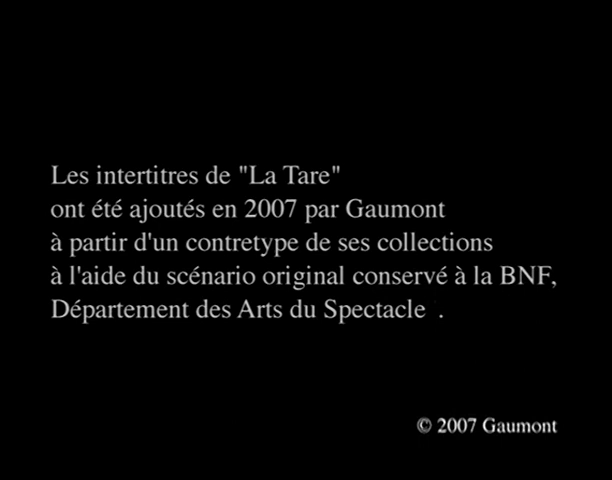 Les intertitres de "La Tare"
ont été ajoutés en 2007 par Gaumont
à partir d'un contretype de ses collections
à l'aide du scénario original conservé à la BNF,
Département des Arts du Spectacle .
© 2007 Gaumont